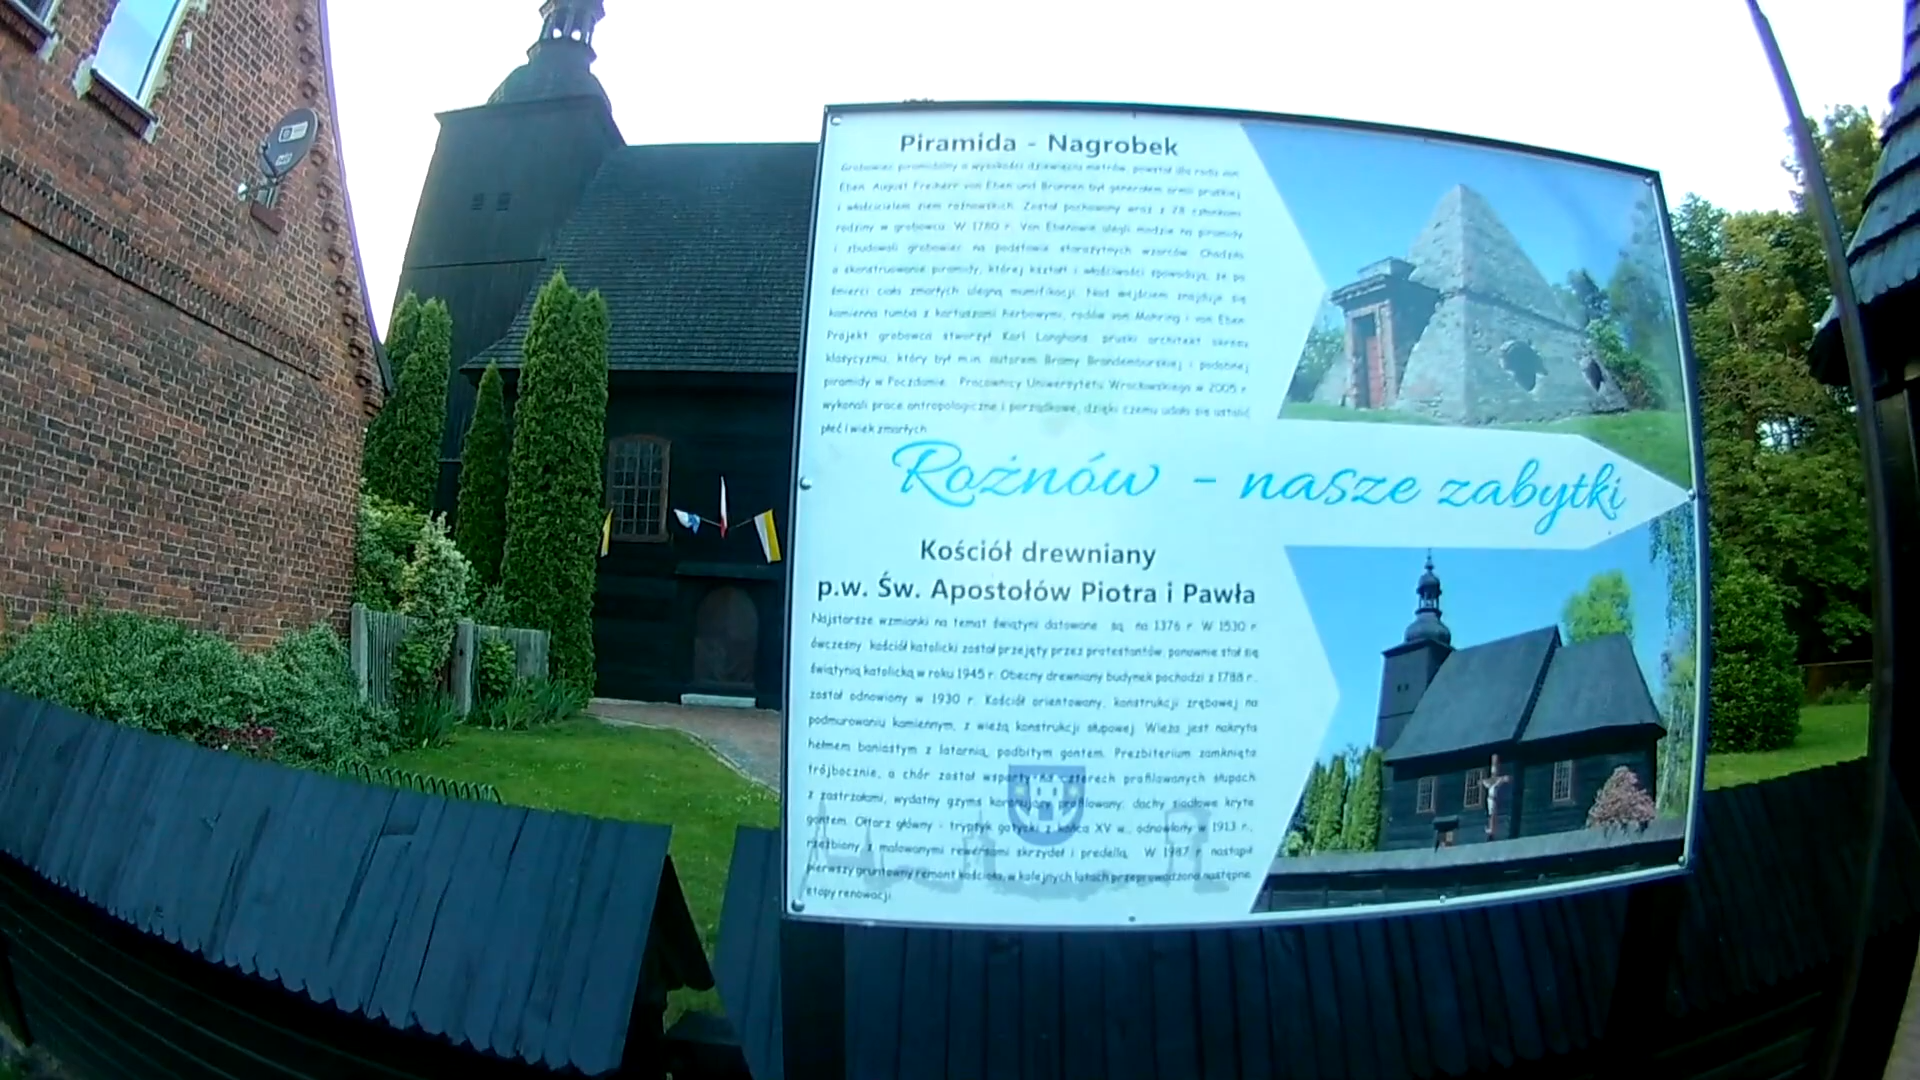 Piramida - Nagrobek
Grobowiec piramidalny o wysokości dziewięciu metrów, powstał dla rodu von
Eben. August Freiherr von Eben und Brunnen był generałem armii pruskiej
i właścicielem ziem rożnowskich. Został pochowany wraz z 28 członkami
rodziny w grobowcu. W 1780 r. Von Ebenowie ulegli modzie na piramidy
i zbudowali grobowiec na podstawie starożytnych wzorców. Chodziło
o skonstruowanie piramidy, której kształt i właściwości spowodują, że po
śmierci ciała zmarłych ulegną mumifikacji. Nad wejściem znajduje się
kamienna tumba z kartuszami herbowymi, rodów von Mohring i von Eben.
Projekt grobowca stworzył Karl Langhans pruski architekt okresu
klasycyzmu, który był m.in. autorem Bramy Brandenburskiej i podobnej
piramidy w Poczdamie. Pracownicy Uniwersytetu Wrocławskiego w 2005 r.
wykonali prace antropologiczne i porządkowe, dzięki czemu udało się ustalić
płeć i wiek zmarłych.
Rożnów - nasze zabytki
Kościół drewniany
p.w. Św. Apostołów Piotra i Pawła
Najstarsze wzmianki na temat świątyni datowane są na 1376 r. W 1530 r.
ówczesny kościół katolicki został przejęty przez protestantów, ponownie stał się
świątynią katolicką w roku 1945 r. Obecny drewniany budynek pochodzi z 1788 r.,
został odnowiony w 1930 r. Kościół orientowany, konstrukcji zrębowej na
podmurowaniu kamiennym, z wieżą konstrukcji słupowej. Wieża jest nakryta
hełmem baniastym z latarnią, podbitym gontem. Prezbiterium zamknięte
trójbocznie, a chór został wsparty na czterech profilowanych słupach
z zastrzałami, wydatny gzyms koronujący profilowany; dachy siodłowe kryte
gontem. Ołtarz główny - tryptyk gotycki z końca XV w., odnowiony w 1913 r.,
rzeźbiony z malowanymi rewersami skrzydeł i predellą. W 1987 r. nastąpił
pierwszy gruntowny remont kościoła, w kolejnych latach przeprowadzono następne
etapy renowacji.